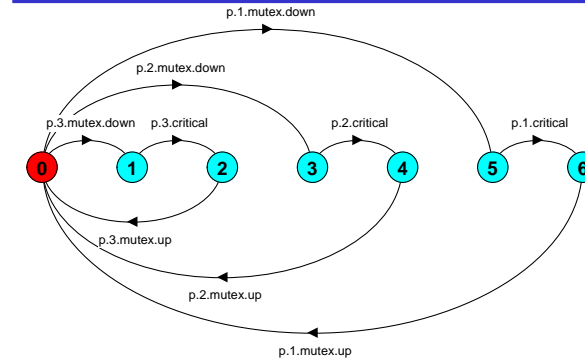 p.1.mutex.down
p.2.mutex.down
p.3.mutex.down p.3.critical p.2.critical p.1.critical
0 1 2 3 4 5 6
p.3.mutex.up
p.2.mutex.up
p.1.mutex.up